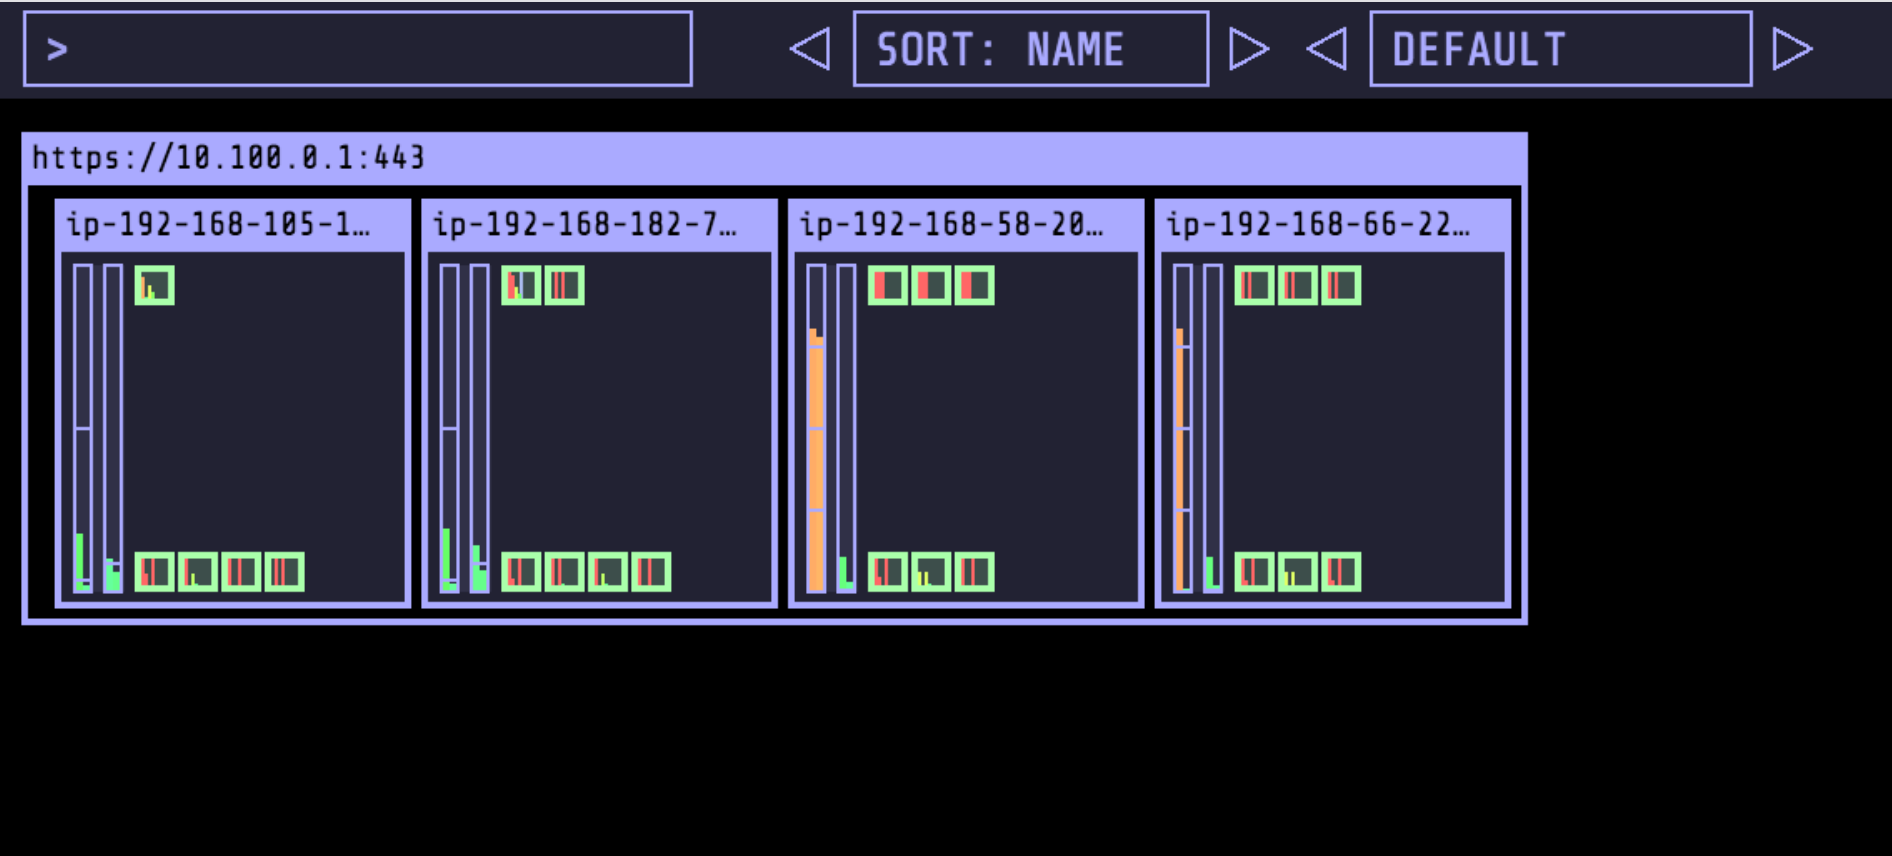 >
SORT: NAME
DEFAULT
https://10.100.0.1:443
ip-192-168-105-1…
ip-192-168-182-7…
ip-192-168-58-20…
ip-192-168-66-22…